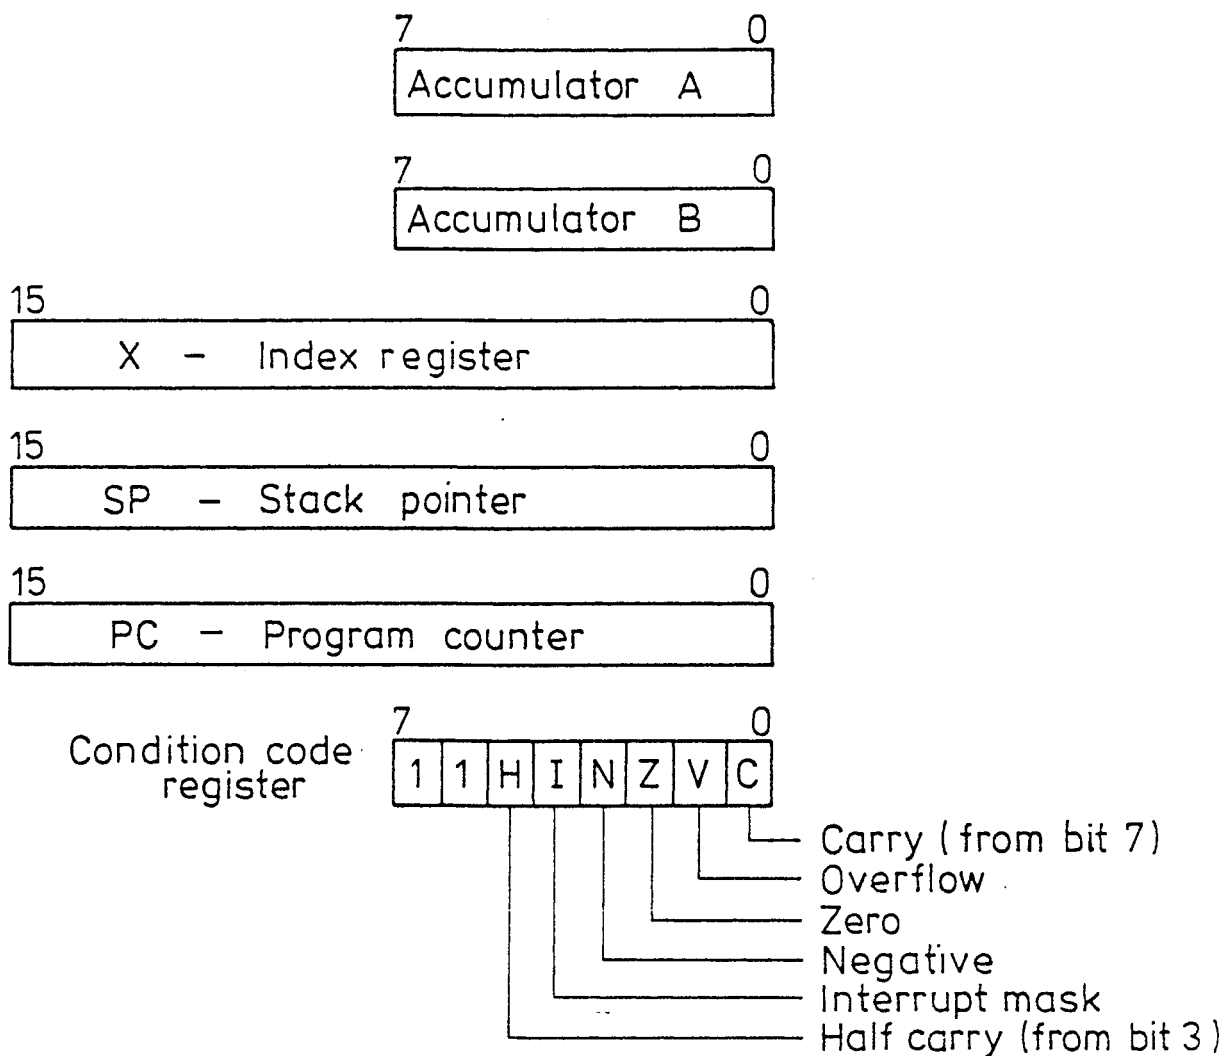 7 0
Accumulator A
7 0
Accumulator B
15 0
X - Index register
15 0
SP - Stack pointer
15 0
PC - Program counter
7 0
Condition code register
1 1 H I N Z V C
Carry (from bit 7)
Overflow
Zero
Negative
Interrupt mask
Half carry (from bit 3)